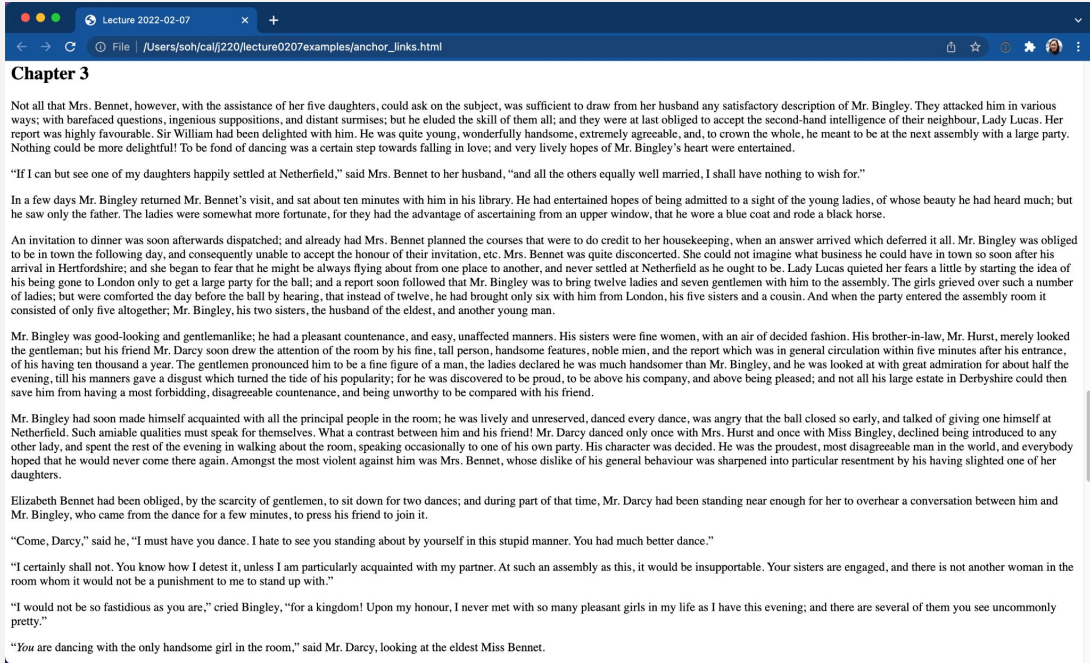 Lecture 2022-02-07
File | /Users/soh/cal/j220/lecture0207examples/anchor_links.html
Chapter 3
Not all that Mrs. Bennet, however, with the assistance of her five daughters, could ask on the subject, was sufficient to draw from her husband any satisfactory description of Mr. Bingley. They attacked him in various
ways; with barefaced questions, ingenious suppositions, and distant surmises; but he eluded the skill of them all; and they were at last obliged to accept the second-hand intelligence of their neighbour, Lady Lucas. Her
report was highly favourable. Sir William had been delighted with him. He was quite young, wonderfully handsome, extremely agreeable, and, to crown the whole, he meant to be at the next assembly with a large party.
Nothing could be more delightful! To be fond of dancing was a certain step towards falling in love; and very lively hopes of Mr. Bingley’s heart were entertained.
“If I can but see one of my daughters happily settled at Netherfield,” said Mrs. Bennet to her husband, “and all the others equally well married, I shall have nothing to wish for.”
In a few days Mr. Bingley returned Mr. Bennet’s visit, and sat about ten minutes with him in his library. He had entertained hopes of being admitted to a sight of the young ladies, of whose beauty he had heard much; but
he saw only the father. The ladies were somewhat more fortunate, for they had the advantage of ascertaining from an upper window, that he wore a blue coat and rode a black horse.
An invitation to dinner was soon afterwards dispatched; and already had Mrs. Bennet planned the courses that were to do credit to her housekeeping, when an answer arrived which deferred it all. Mr. Bingley was obliged
to be in town the following day, and consequently unable to accept the honour of their invitation, etc. Mrs. Bennet was quite disconcerted. She could not imagine what business he could have in town so soon after his
arrival in Hertfordshire; and she began to fear that he might be always flying about from one place to another, and never settled at Netherfield as he ought to be. Lady Lucas quieted her fears a little by starting the idea of
his being gone to London only to get a large party for the ball; and a report soon followed that Mr. Bingley was to bring twelve ladies and seven gentlemen with him to the assembly. The girls grieved over such a number
of ladies; but were comforted the day before the ball by hearing, that instead of twelve, he had brought only six with him from London, his five sisters and a cousin. And when the party entered the assembly room it
consisted of only five altogether; Mr. Bingley, his two sisters, the husband of the eldest, and another young man.
Mr. Bingley was good-looking and gentlemanlike; he had a pleasant countenance, and easy, unaffected manners. His sisters were fine women, with an air of decided fashion. His brother-in-law, Mr. Hurst, merely looked
the gentleman; but his friend Mr. Darcy soon drew the attention of the room by his fine, tall person, handsome features, noble mien, and the report which was in general circulation within five minutes after his entrance,
of his having ten thousand a year. The gentlemen pronounced him to be a fine figure of a man, the ladies declared he was much handsomer than Mr. Bingley, and he was looked at with great admiration for about half the
evening, till his manners gave a disgust which turned the tide of his popularity; for he was discovered to be proud, to be above his company, and above being pleased; and not all his large estate in Derbyshire could then
save him from having a most forbidding, disagreeable countenance, and being unworthy to be compared with his friend.
Mr. Bingley had soon made himself acquainted with all the principal people in the room; he was lively and unreserved, danced every dance, was angry that the ball closed so early, and talked of giving one himself at
Netherfield. Such amiable qualities must speak for themselves. What a contrast between him and his friend! Mr. Darcy danced only once with Mrs. Hurst and once with Miss Bingley, declined being introduced to any
other lady, and spent the rest of the evening in walking about the room, speaking occasionally to one of his own party. His character was decided. He was the proudest, most disagreeable man in the world, and everybody
hoped that he would never come there again. Amongst the most violent against him was Mrs. Bennet, whose dislike of his general behaviour was sharpened into particular resentment by his having slighted one of her
daughters.
Elizabeth Bennet had been obliged, by the scarcity of gentlemen, to sit down for two dances; and during part of that time, Mr. Darcy had been standing near enough for her to overhear a conversation between him and
Mr. Bingley, who came from the dance for a few minutes, to press his friend to join it.
“Come, Darcy,” said he, “I must have you dance. I hate to see you standing about by yourself in this stupid manner. You had much better dance.”
“I certainly shall not. You know how I detest it, unless I am particularly acquainted with my partner. At such an assembly as this, it would be insupportable. Your sisters are engaged, and there is not another woman in the
room whom it would not be a punishment to me to stand up with.”
“I would not be so fastidious as you are,” cried Bingley, “for a kingdom! Upon my honour, I never met with so many pleasant girls in my life as I have this evening; and there are several of them you see uncommonly
pretty.”
“You are dancing with the only handsome girl in the room,” said Mr. Darcy, looking at the eldest Miss Bennet.